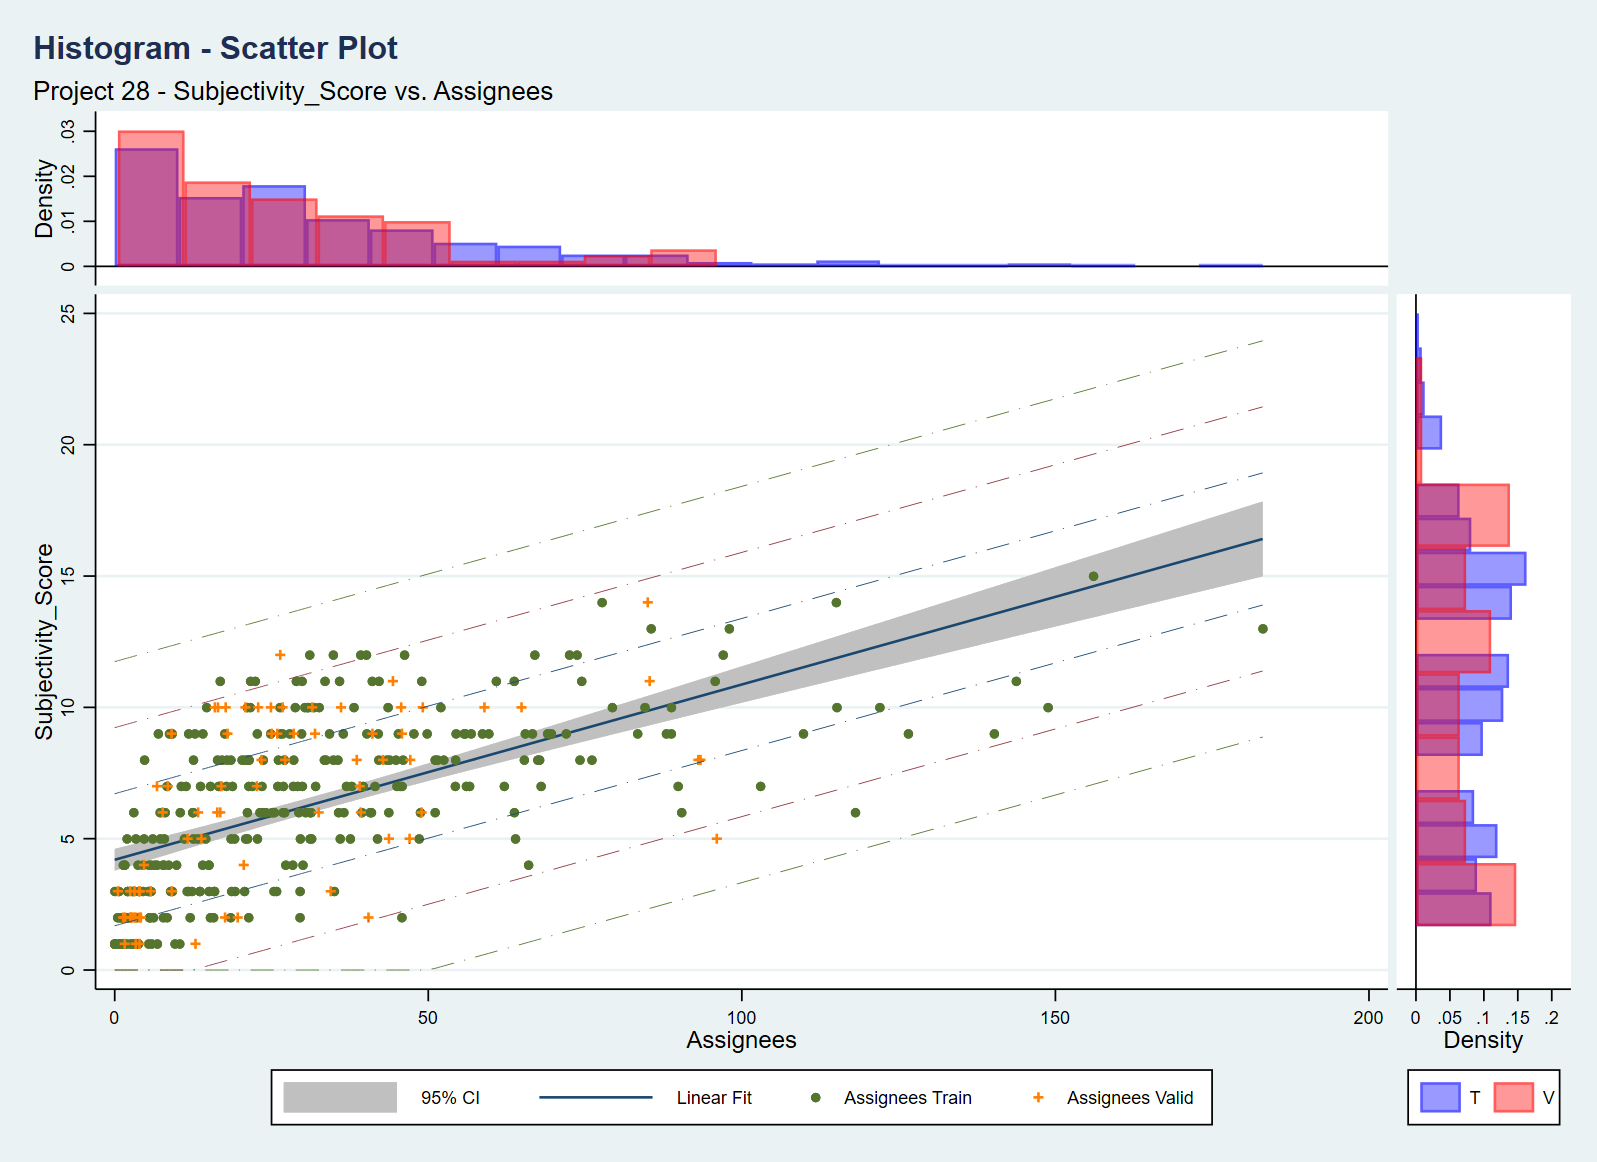 Histogram - Scatter Plot
Project 28 - Subjectivity_Score vs. Assignees
Density
.03
.02
.01
0
Subjectivity_Score
25
20
15
10
5
0
0 50 100 150 200
Assignees
0 .05 .1 .15 .2
Density
95% CI Linear Fit Assignees Train Assignees Valid
T V